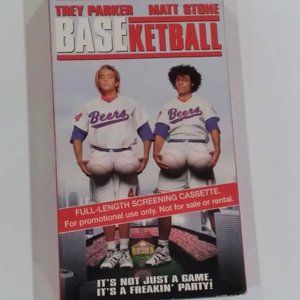 TREY PARKER MATT STONE
BASEKETBALL
Beers Beers
FULL-LENGTH SCREENING CASSETTE.
For promotional use only. Not for sale or rental.
IT'S NOT JUST A GAME,
IT'S A FREAKIN' PARTY!